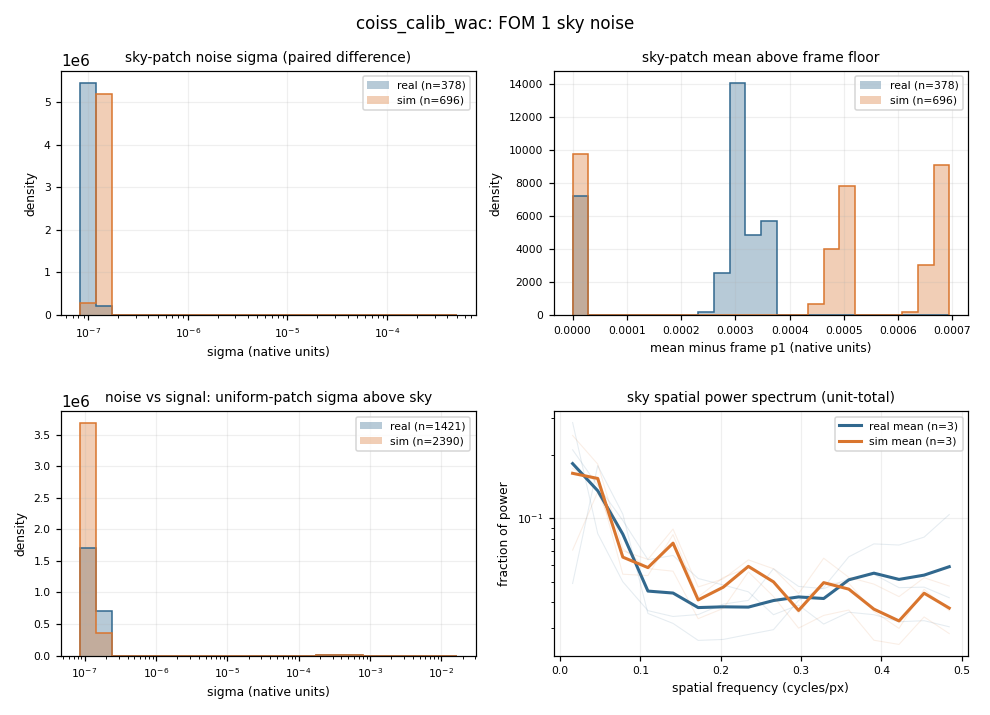 coiss_calib_wac: FOM 1 sky noise
sky-patch noise sigma (paired difference)
1e6
real (n=378)
sim (n=696)
density
5
4
3
2
1
0
10⁻⁷
10⁻⁶
10⁻⁵
10⁻⁴
sigma (native units)
sky-patch mean above frame floor
real (n=378)
sim (n=696)
density
14000
12000
10000
8000
6000
4000
2000
0
0.0000
0.0001
0.0002
0.0003
0.0004
0.0005
0.0006
0.0007
mean minus frame p1 (native units)
noise vs signal: uniform-patch sigma above sky
1e6
real (n=1421)
sim (n=2390)
density
3.5
3.0
2.5
2.0
1.5
1.0
0.5
0.0
10⁻⁷
10⁻⁶
10⁻⁵
10⁻⁴
10⁻³
10⁻²
sigma (native units)
sky spatial power spectrum (unit-total)
real mean (n=3)
sim mean (n=3)
fraction of power
10⁻¹
0.0
0.1
0.2
0.3
0.4
0.5
spatial frequency (cycles/px)